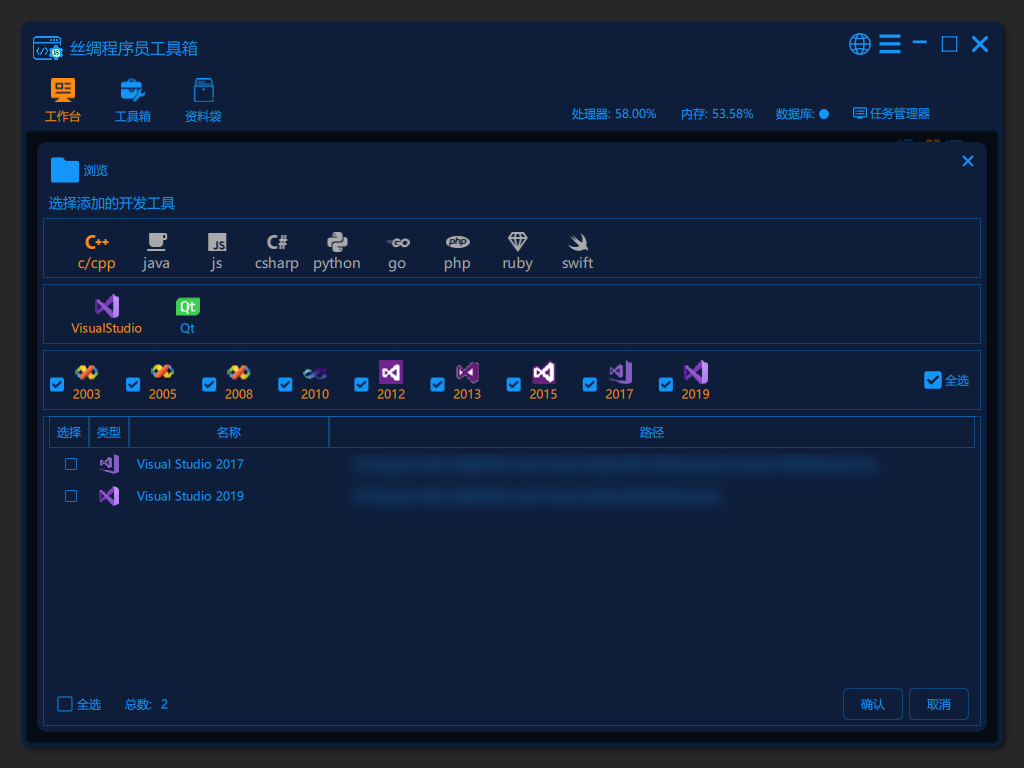 丝绸程序员工具箱
工作台 工具箱 资料袋
处理器: 58.00% 内存: 53.58% 数据库: 任务管理器
浏览
选择添加的开发工具
C++ JS C# GO php
c/cpp java js csharp python go php ruby swift
Qt
VisualStudio Qt
2003 2005 2008 2010 2012 2013 2015 2017 2019 全选
选择 类型 名称 路径
Visual Studio 2017
Visual Studio 2019
全选 总数: 2 确认 取消